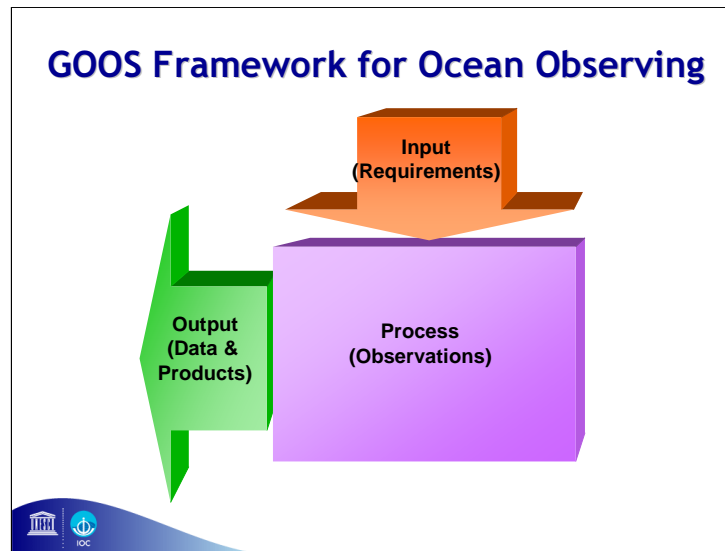 GOOS Framework for Ocean Observing
Input
(Requirements)
Output
(Data &
Products)
Process
(Observations)
IOC